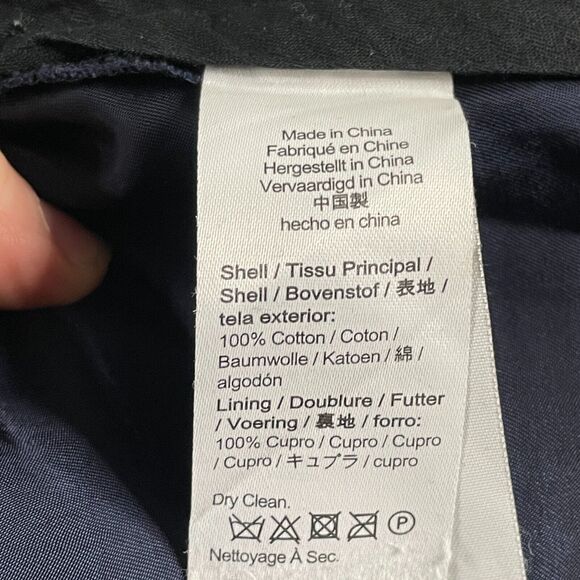 Made in China
Fabriqué en Chine
Hergestellt in China
Vervaardigd in China
中国製
hecho en china
Shell / Tissu Principal /
Shell / Bovenstof / 表地 /
tela exterior:
100% Cotton / Coton /
Baumwolle / Katoen / 綿 /
algodón
Lining / Doublure / Futter
/ Voering / 裏地 / forro:
100% Cupro / Cupro / Cupro
/ Cupro / キュプラ / cupro
Dry Clean.
P
Nettoyage À Sec.